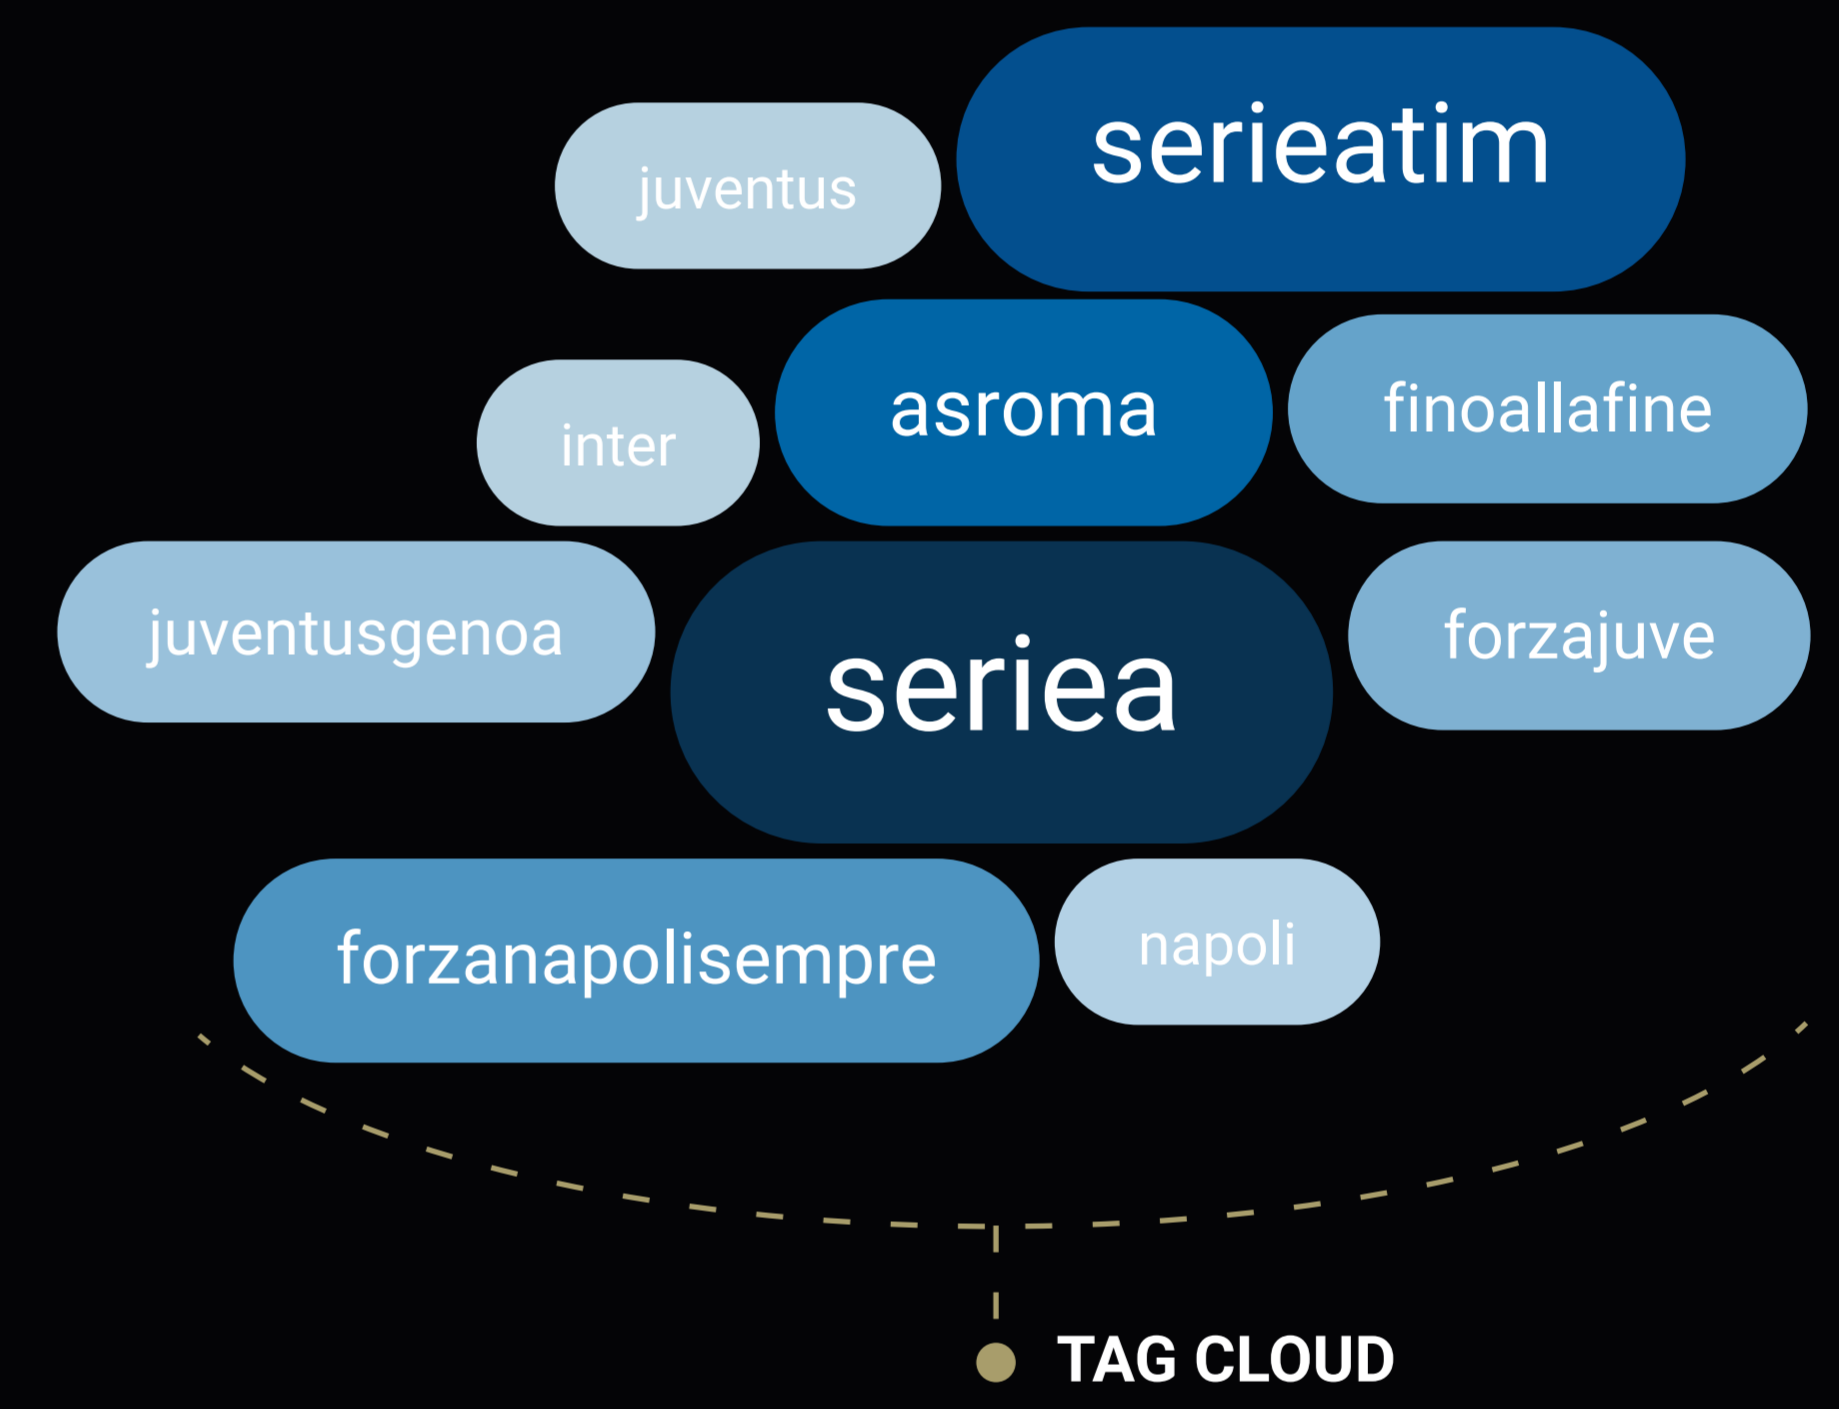 serieatim
juventus
asroma
finoallafine
inter
juventusgenoa
seriea
forzajuve
forzanapolisempre
napoli
TAG CLOUD